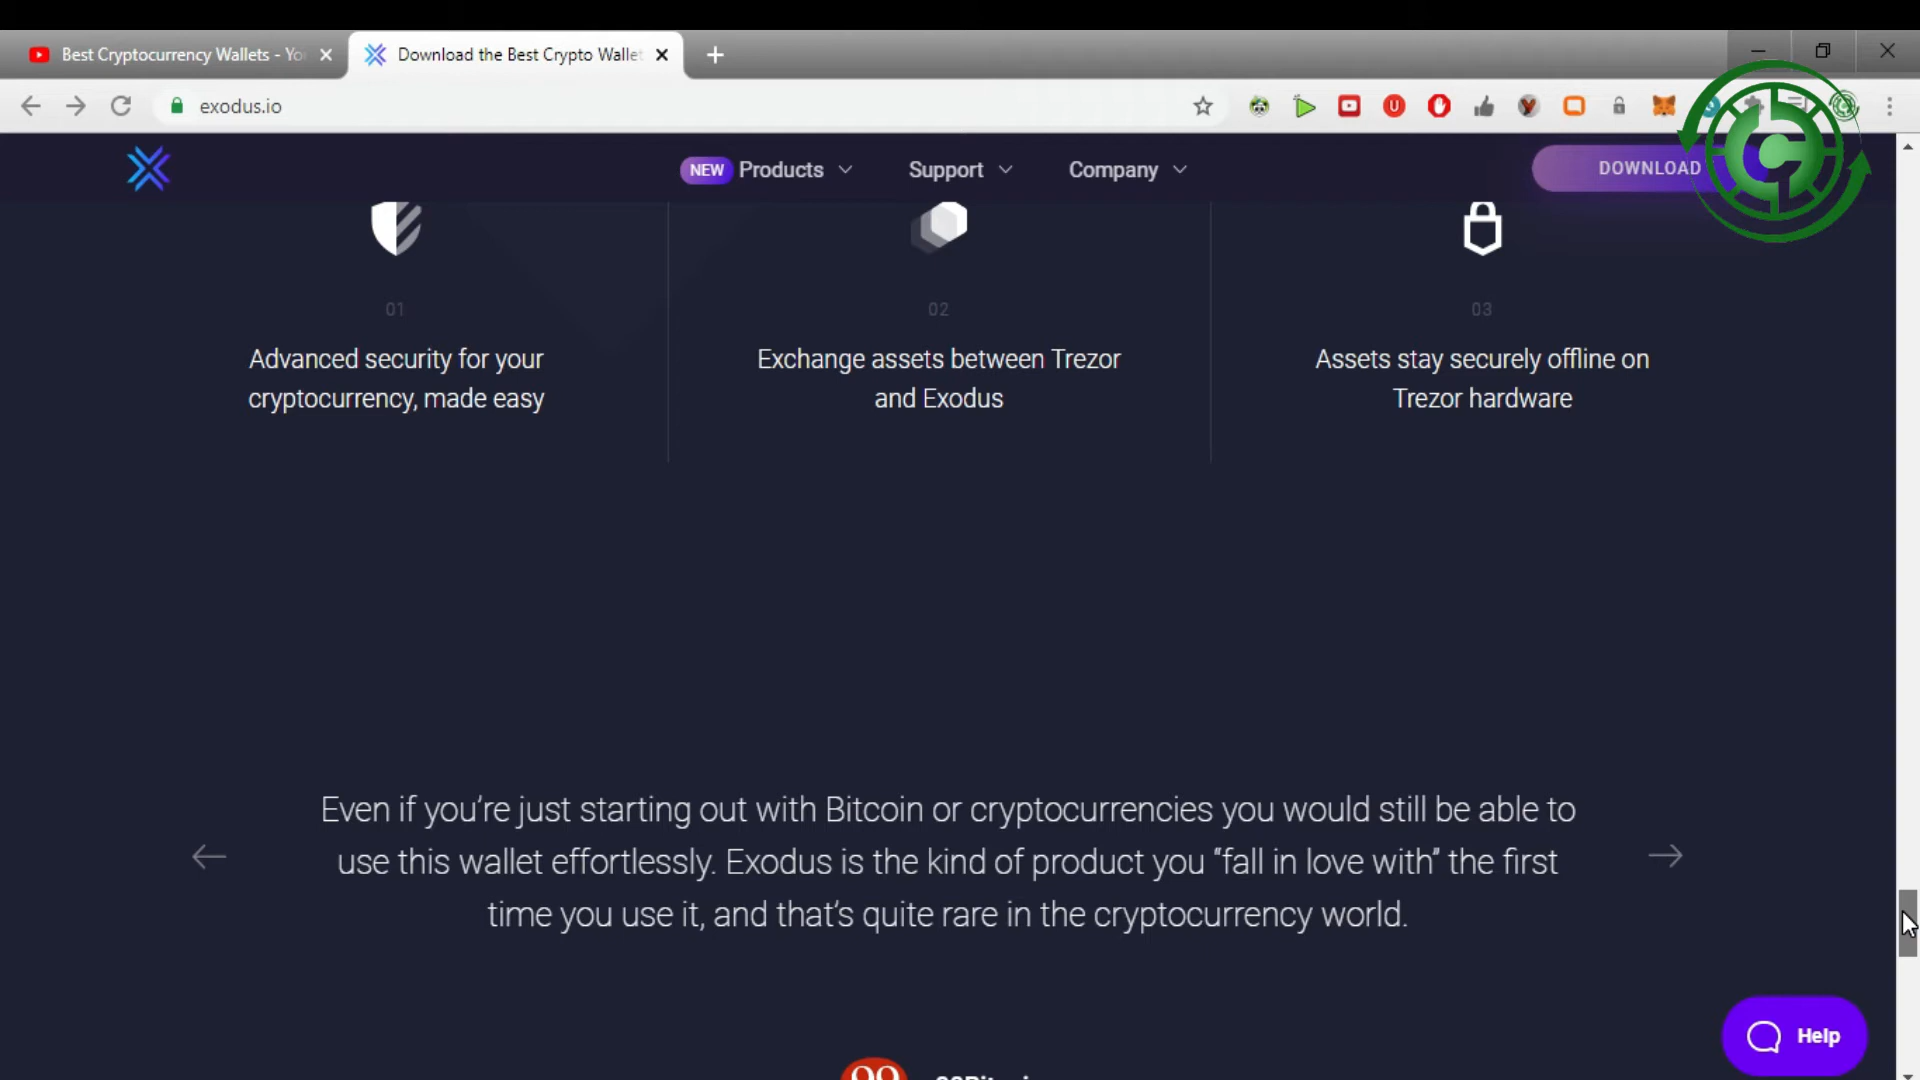 Best Cryptocurrency Wallets - Yo
Download the Best Crypto Wallet
exodus.io
NEW Products
Support
Company
DOWNLOAD
01
02
03
Advanced security for your
cryptocurrency, made easy
Exchange assets between Trezor
and Exodus
Assets stay securely offline on
Trezor hardware
Even if you’re just starting out with Bitcoin or cryptocurrencies you would still be able to
use this wallet effortlessly. Exodus is the kind of product you “fall in love with” the first
time you use it, and that’s quite rare in the cryptocurrency world.
Help